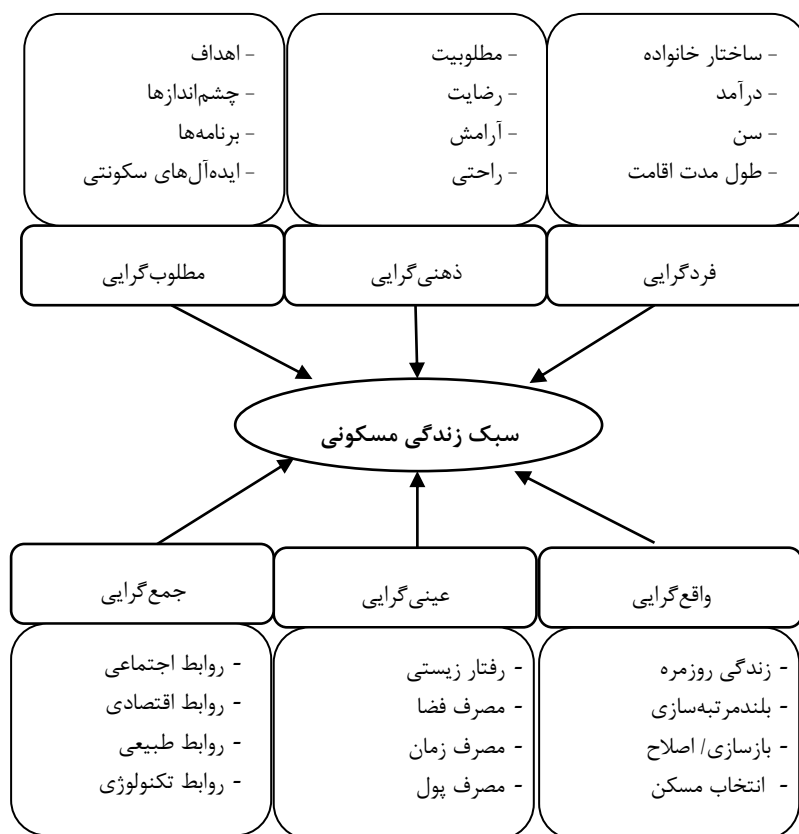 - ساختار خانواده
- درآمد
- سن
- طول مدت اقامت
فردگرایی
- مطلوبیت
- رضایت
- آرامش
- راحتی
ذهنی‌گرایی
- اهداف
- چشم‌اندازها
- برنامه‌ها
- ایده‌آل‌های سکونتی
مطلوب‌گرایی
سبک زندگی مسکونی
واقع‌گرایی
- زندگی روزمره
- بلندمرتبه‌سازی
- بازسازی/ اصلاح
- انتخاب مسکن
عینی‌گرایی
- رفتار زیستی
- مصرف فضا
- مصرف زمان
- مصرف پول
جمع‌گرایی
- روابط اجتماعی
- روابط اقتصادی
- روابط طبیعی
- روابط تکنولوژی